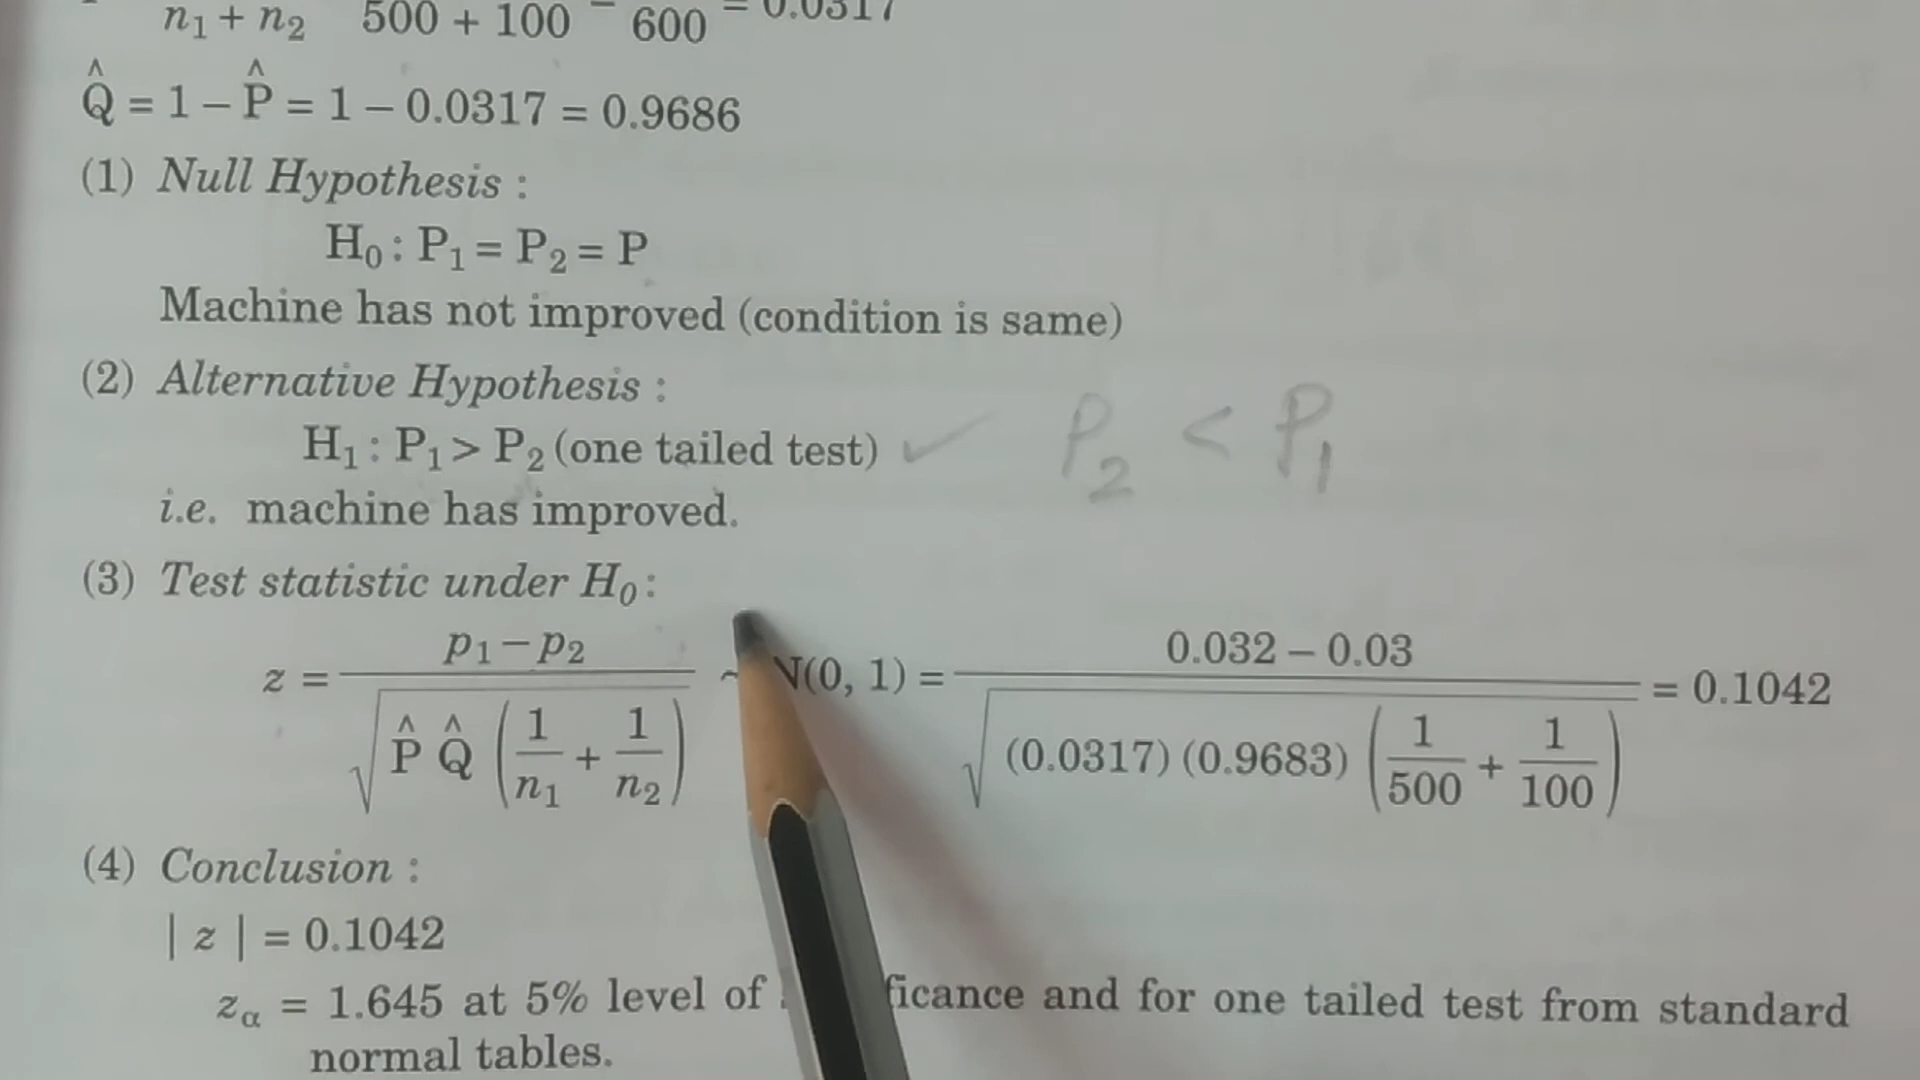 n₁ + n₂   500 + 100 = 600 = 0.0317
Q̂ = 1 – P̂ = 1 – 0.0317 = 0.9686
(1) Null Hypothesis :
H₀ : P₁ = P₂ = P
Machine has not improved (condition is same)
(2) Alternative Hypothesis :
H₁ : P₁ > P₂ (one tailed test) ✓ P₂ < P₁
i.e. machine has improved.
(3) Test statistic under H₀ :
z = (p₁ – p₂) / √(P̂ Q̂ (1/n₁ + 1/n₂)) ~ N(0, 1) = (0.032 – 0.03) / √((0.0317) (0.9683) (1/500 + 1/100)) = 0.1042
(4) Conclusion :
| z | = 0.1042
zα = 1.645 at 5% level of ficance and for one tailed test from standard
normal tables.